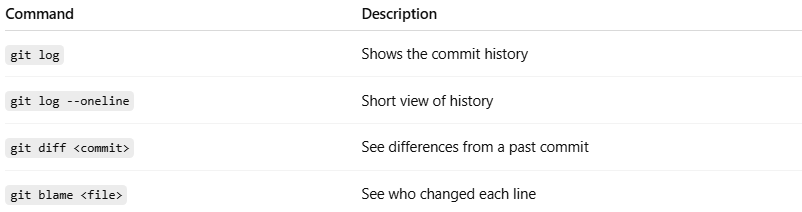 Command Description
git log Shows the commit history
git log --oneline Short view of history
git diff <commit> See differences from a past commit
git blame <file> See who changed each line